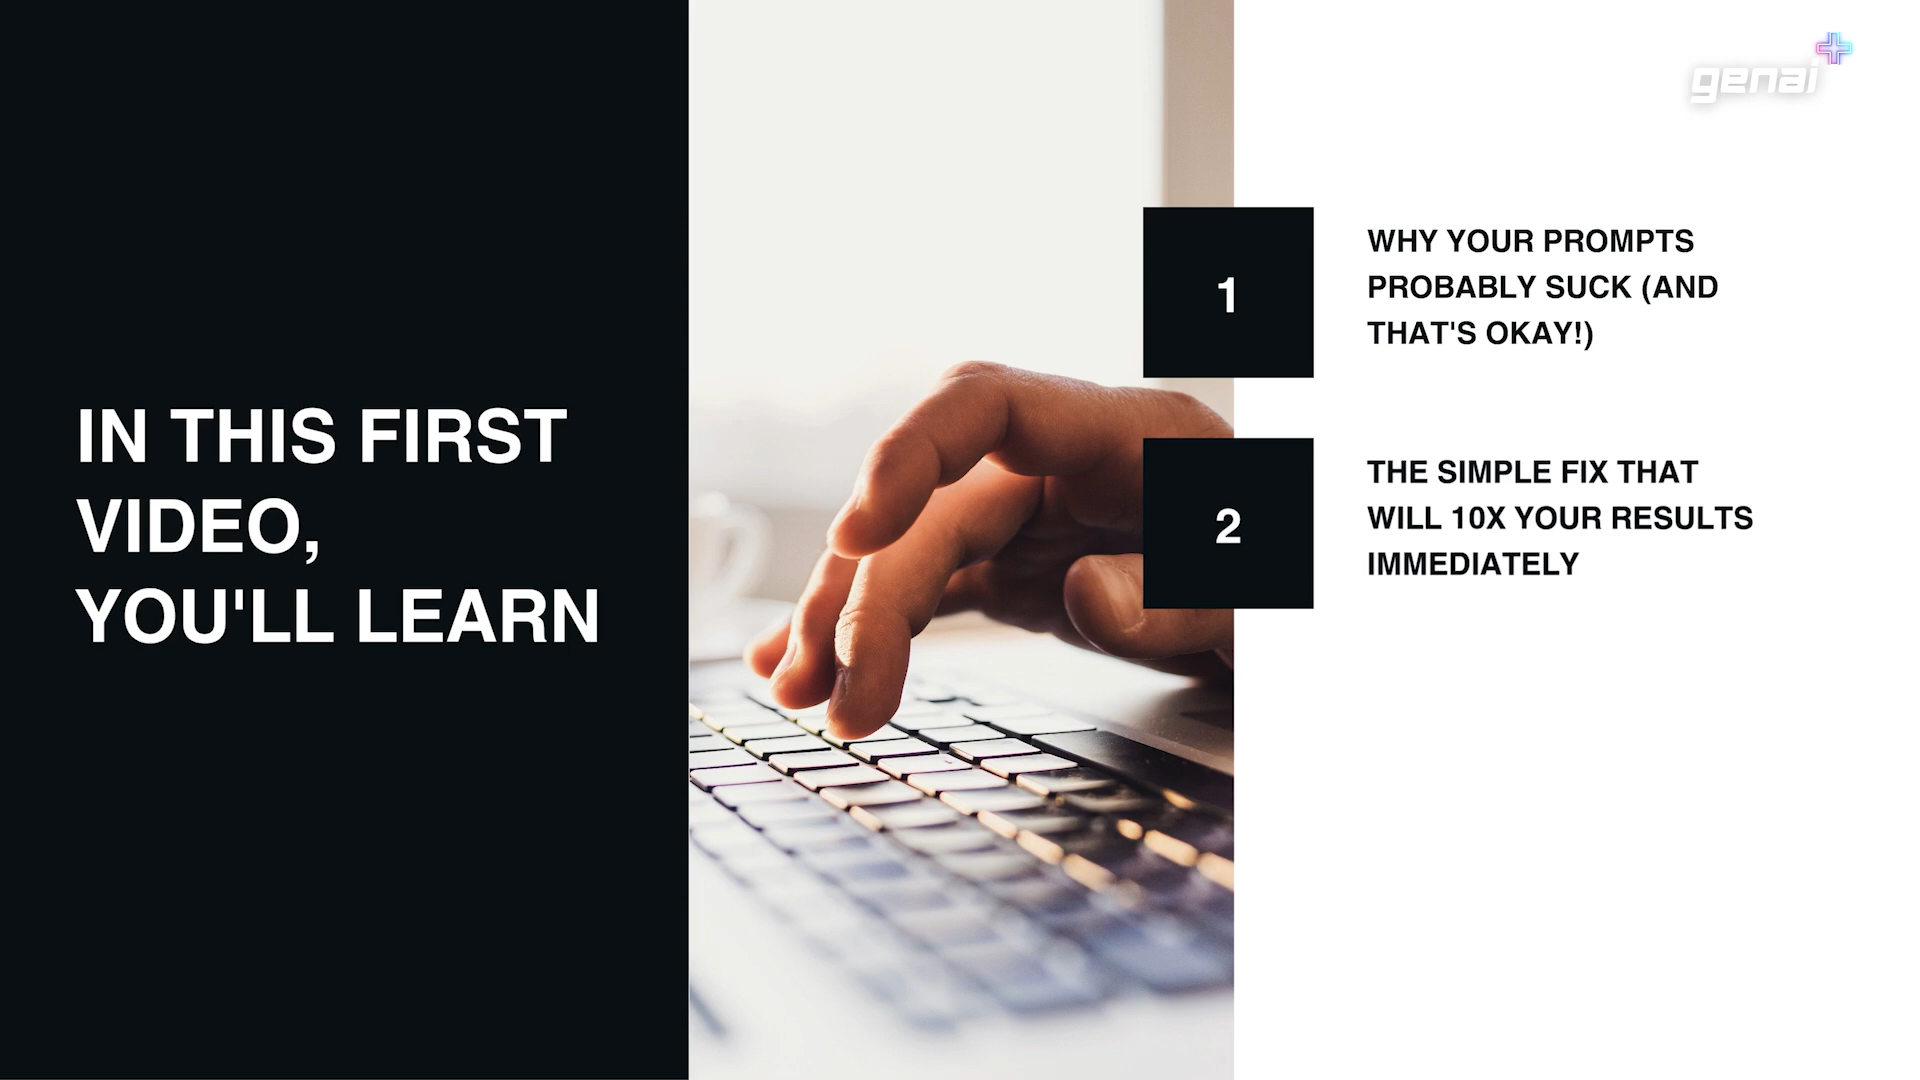 genai
IN THIS FIRST
VIDEO,
YOU'LL LEARN
1
WHY YOUR PROMPTS
PROBABLY SUCK (AND
THAT'S OKAY!)
2
THE SIMPLE FIX THAT
WILL 10X YOUR RESULTS
IMMEDIATELY